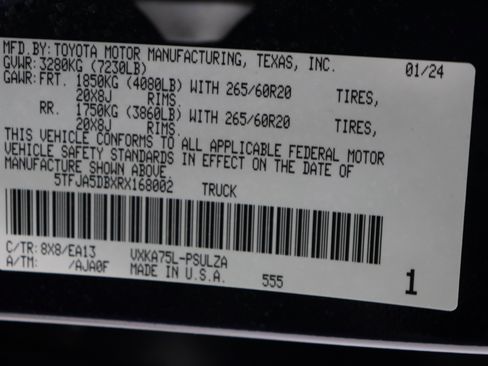 MFD.BY:TOYOTA MOTOR MANUFACTURING, TEXAS, INC. 01/24
GVWR:3280KG (7230LB)
GAWR:FRT. 1850KG (4080LB) WITH 265/60R20 TIRES,
20X8J RIMS.
RR. 1750KG (3860LB) WITH 265/60R20 TIRES,
20X8J RIMS.
THIS VEHICLE CONFORMS TO ALL APPLICABLE FEDERAL MOTOR
VEHICLE SAFETY STANDARDS IN EFFECT ON THE DATE OF
MANUFACTURE SHOWN ABOVE.
5TFJA5DBXRX168002 TRUCK
C/TR:8X8/EA13 VXKA75L-PSULZA
A/TM: /AJA0F MADE IN U.S.A. 555 1